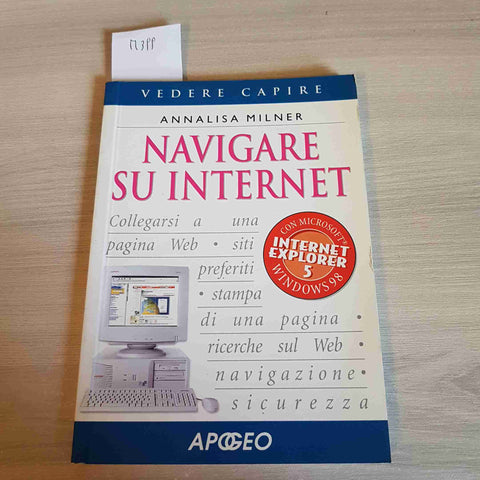 M399
VEDERE CAPIRE
ANNALISA MILNER
NAVIGARE
SU INTERNET
Collegarsi a una
pagina Web • siti
preferiti
• stampa
di una pagina •
ricerche sul Web •
navigazione •
sicurezza
CON MICROSOFT®
INTERNET
EXPLORER
5
WINDOWS 98
APOGEO